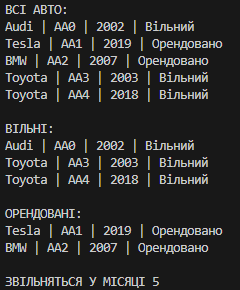 ВСІ АВТО:
Audi | AA0 | 2002 | Вільний
Tesla | AA1 | 2019 | Орендовано
BMW | AA2 | 2007 | Орендовано
Toyota | AA3 | 2003 | Вільний
Toyota | AA4 | 2018 | Вільний

ВІЛЬНІ:
Audi | AA0 | 2002 | Вільний
Toyota | AA3 | 2003 | Вільний
Toyota | AA4 | 2018 | Вільний

ОРЕНДОВАНІ:
Tesla | AA1 | 2019 | Орендовано
BMW | AA2 | 2007 | Орендовано

ЗВІЛЬНЯТЬСЯ У МІСЯЦІ 5